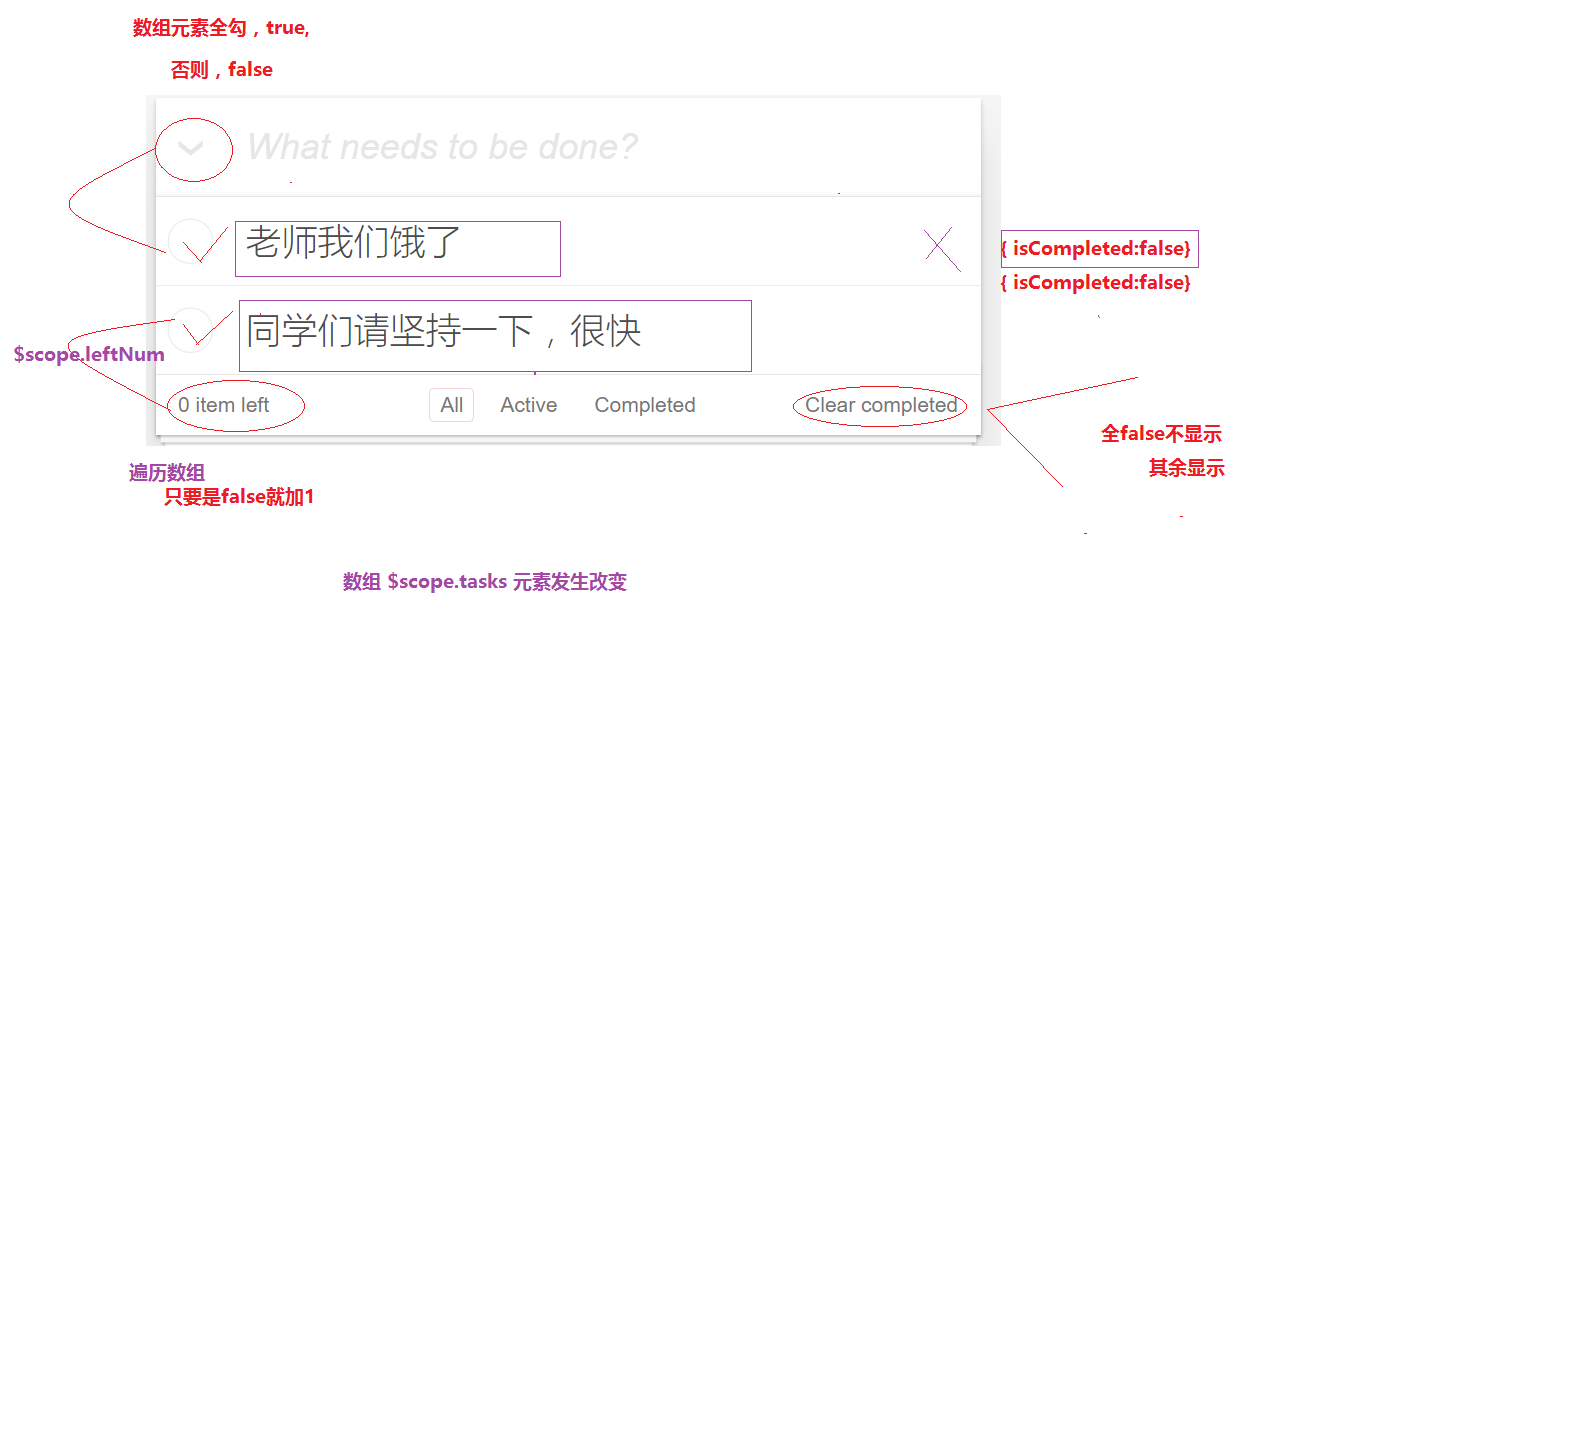 数组元素全勾，true,
否则，false
What needs to be done?
老师我们饿了
{ isCompleted:false}
{ isCompleted:false}
同学们请坚持一下，很快
$scope.leftNum
0 item left All Active Completed Clear completed
全false不显示
其余显示
遍历数组
只要是false就加1
数组 $scope.tasks 元素发生改变